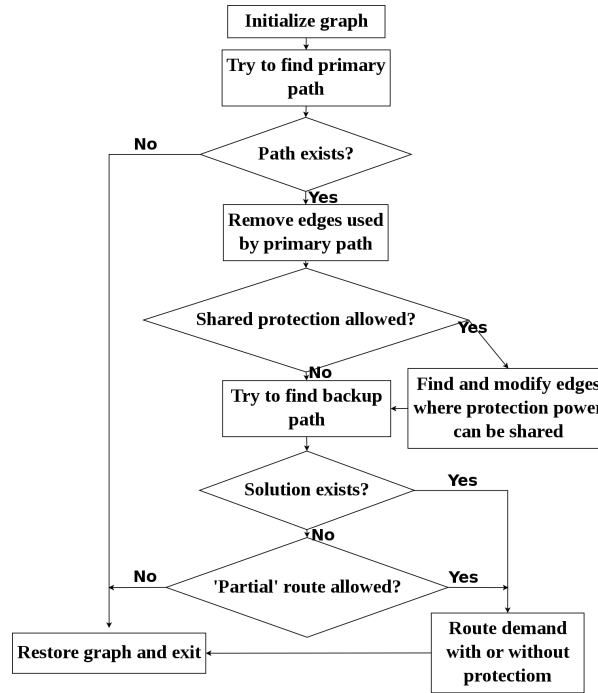 Initialize graph
Try to find primary
path
No
Path exists?
Yes
Remove edges used
by primary path
Shared protection allowed?
Yes
No
Try to find backup
path
Find and modify edges
where protection power
can be shared
Solution exists?
Yes
No
'Partial' route allowed?
No
Yes
Route demand
with or without
protectiom
Restore graph and exit